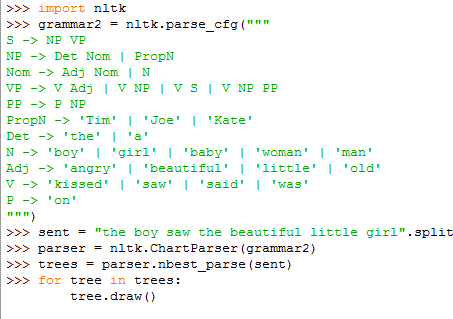 >>> import nltk
>>> grammar2 = nltk.parse_cfg("""
S -> NP VP
NP -> Det Nom | PropN
Nom -> Adj Nom | N
VP -> V Adj | V NP | V S | V NP PP
PP -> P NP
PropN -> 'Tim' | 'Joe' | 'Kate'
Det -> 'the' | 'a'
N -> 'boy' | 'girl' | 'baby' | 'woman' | 'man'
Adj -> 'angry' | 'beautiful' | 'little' | 'old'
V -> 'kissed' | 'saw' | 'said' | 'was'
P -> 'on'
""")
>>> sent = "the boy saw the beautiful little girl".split
>>> parser = nltk.ChartParser(grammar2)
>>> trees = parser.nbest_parse(sent)
>>> for tree in trees:
        tree.draw()